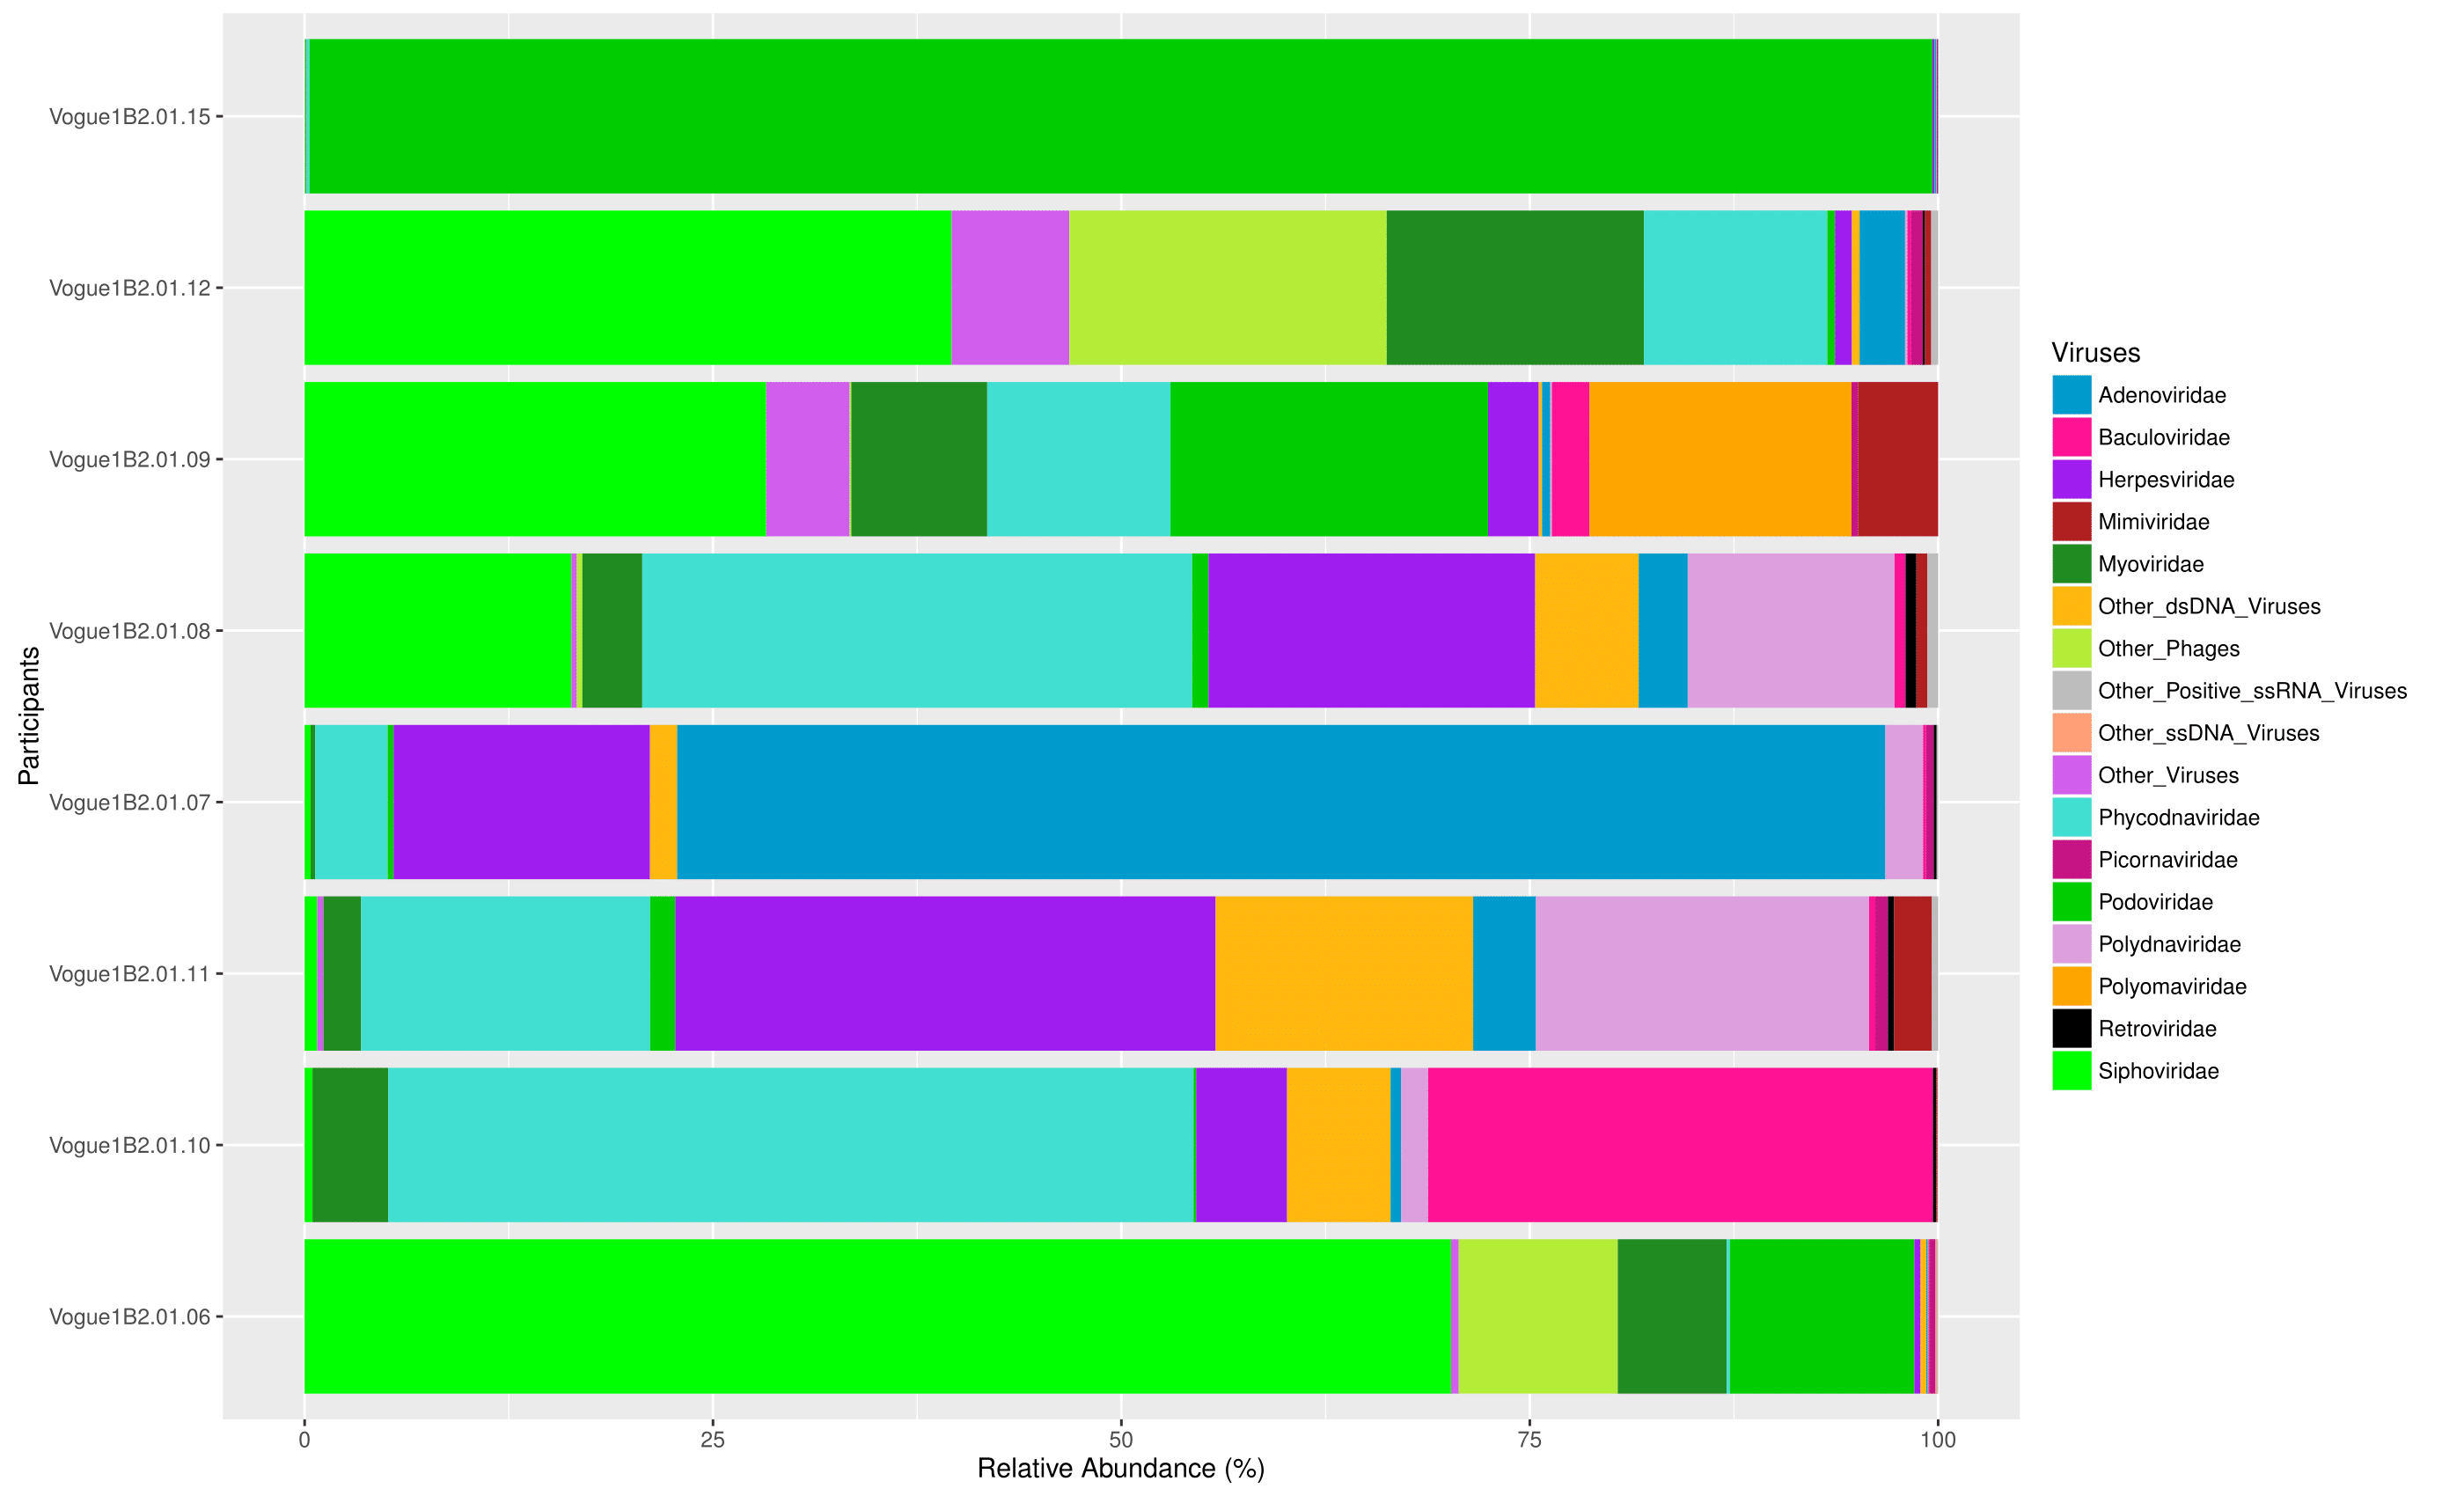 Participants
Vogue1B2.01.15
Vogue1B2.01.12
Vogue1B2.01.09
Vogue1B2.01.08
Vogue1B2.01.07
Vogue1B2.01.11
Vogue1B2.01.10
Vogue1B2.01.06
0 25 50 75 100
Relative Abundance (%)
Viruses
Adenoviridae
Baculoviridae
Herpesviridae
Mimiviridae
Myoviridae
Other_dsDNA_Viruses
Other_Phages
Other_Positive_ssRNA_Viruses
Other_ssDNA_Viruses
Other_Viruses
Phycodnaviridae
Picornaviridae
Podoviridae
Polydnaviridae
Polyomaviridae
Retroviridae
Siphoviridae